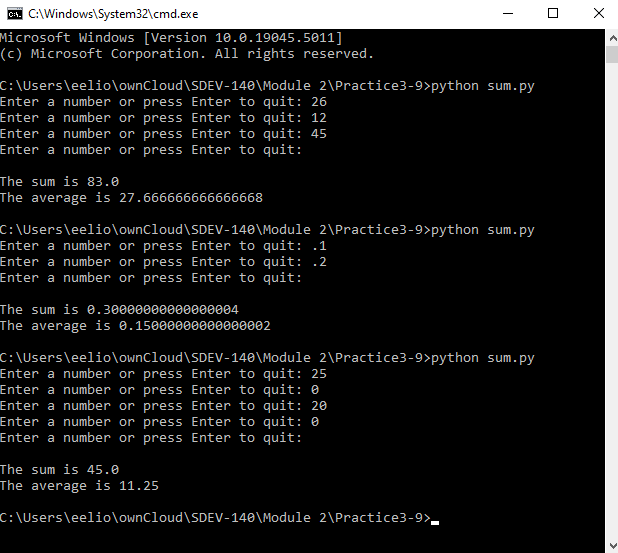 C:\Windows\System32\cmd.exe
Microsoft Windows [Version 10.0.19045.5011]
(c) Microsoft Corporation. All rights reserved.
C:\Users\eelio\ownCloud\SDEV-140\Module 2\Practice3-9>python sum.py
Enter a number or press Enter to quit: 26
Enter a number or press Enter to quit: 12
Enter a number or press Enter to quit: 45
Enter a number or press Enter to quit:
The sum is 83.0
The average is 27.666666666666668
C:\Users\eelio\ownCloud\SDEV-140\Module 2\Practice3-9>python sum.py
Enter a number or press Enter to quit: .1
Enter a number or press Enter to quit: .2
Enter a number or press Enter to quit:
The sum is 0.30000000000000004
The average is 0.15000000000000002
C:\Users\eelio\ownCloud\SDEV-140\Module 2\Practice3-9>python sum.py
Enter a number or press Enter to quit: 25
Enter a number or press Enter to quit: 0
Enter a number or press Enter to quit: 20
Enter a number or press Enter to quit: 0
Enter a number or press Enter to quit:
The sum is 45.0
The average is 11.25
C:\Users\eelio\ownCloud\SDEV-140\Module 2\Practice3-9>